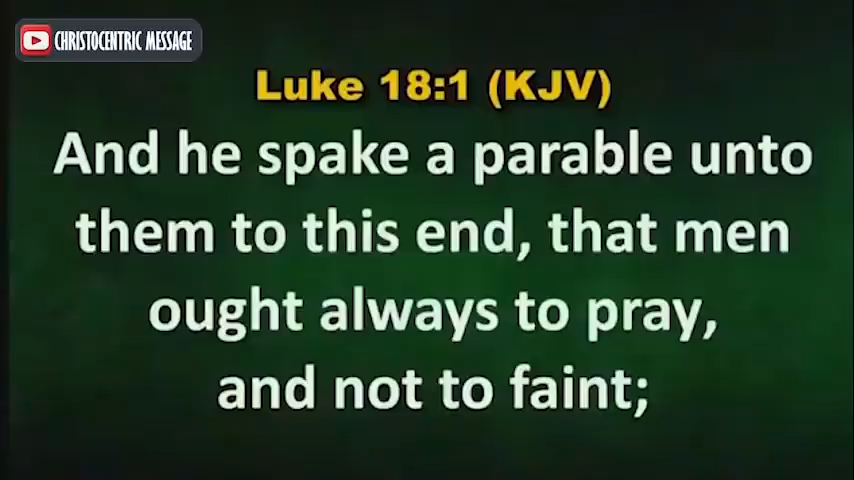 CHRISTOCENTRIC MESSAGE
Luke 18:1 (KJV)
And he spake a parable unto
them to this end, that men
ought always to pray,
and not to faint;